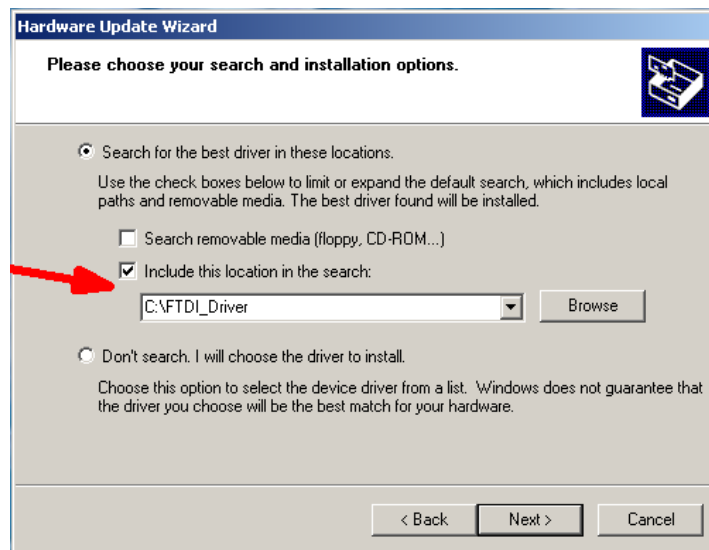 Hardware Update Wizard
Please choose your search and installation options.
Search for the best driver in these locations.
Use the check boxes below to limit or expand the default search, which includes local
paths and removable media. The best driver found will be installed.
Search removable media (floppy, CD-ROM...)
Include this location in the search:
C:\FTDI_Driver
Browse
Don't search. I will choose the driver to install.
Choose this option to select the device driver from a list.  Windows does not guarantee that
the driver you choose will be the best match for your hardware.
< Back
Next >
Cancel